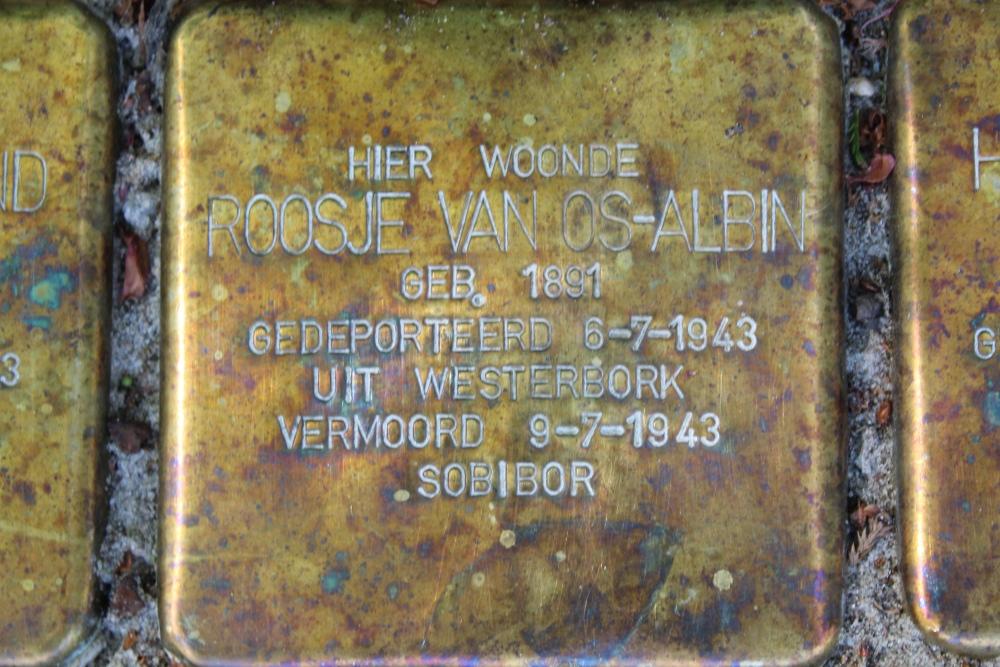 HIER WOONDE
ROOSJE VAN OS-ALBIN
GEB. 1891
GEDEPORTEERD 6-7-1943
UIT WESTERBORK
VERMOORD 9-7-1943
SOBIBOR